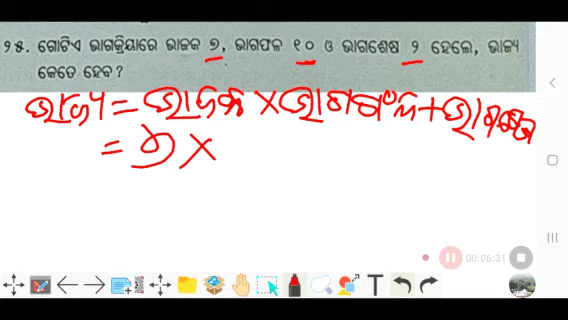 ୨୫. ଗୋଟିଏ ଭାଗକ୍ରିୟାରେ ଭାଜକ ୭, ଭାଗଫଳ ୧୦ ଓ ଭାଗଶେଷ ୨ ହେଲେ, ଭାଜ୍ୟ
କେତେ ହେବ ?
ଭାଜ୍ୟ = ଭାଜକ × ଭାଗଫଳ + ଭାଗଶେଷ
= ୭ ×
00:06:31
T